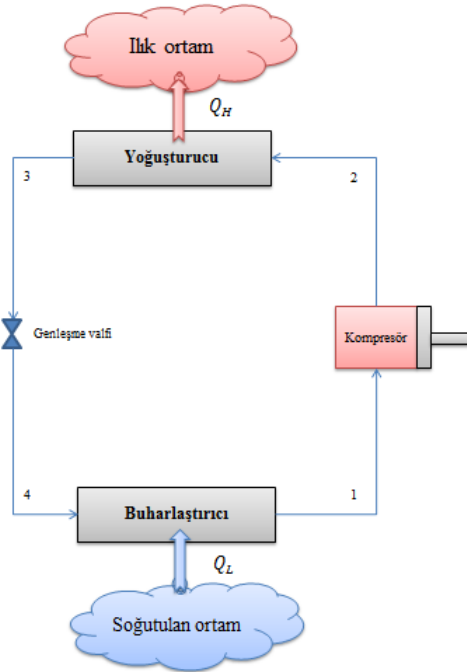 Ilık ortam
Q_H
Yoğuşturucu
3
2
Genleşme valfi
Kompresör
4
1
Buharlaştırıcı
Q_L
Soğutulan ortam